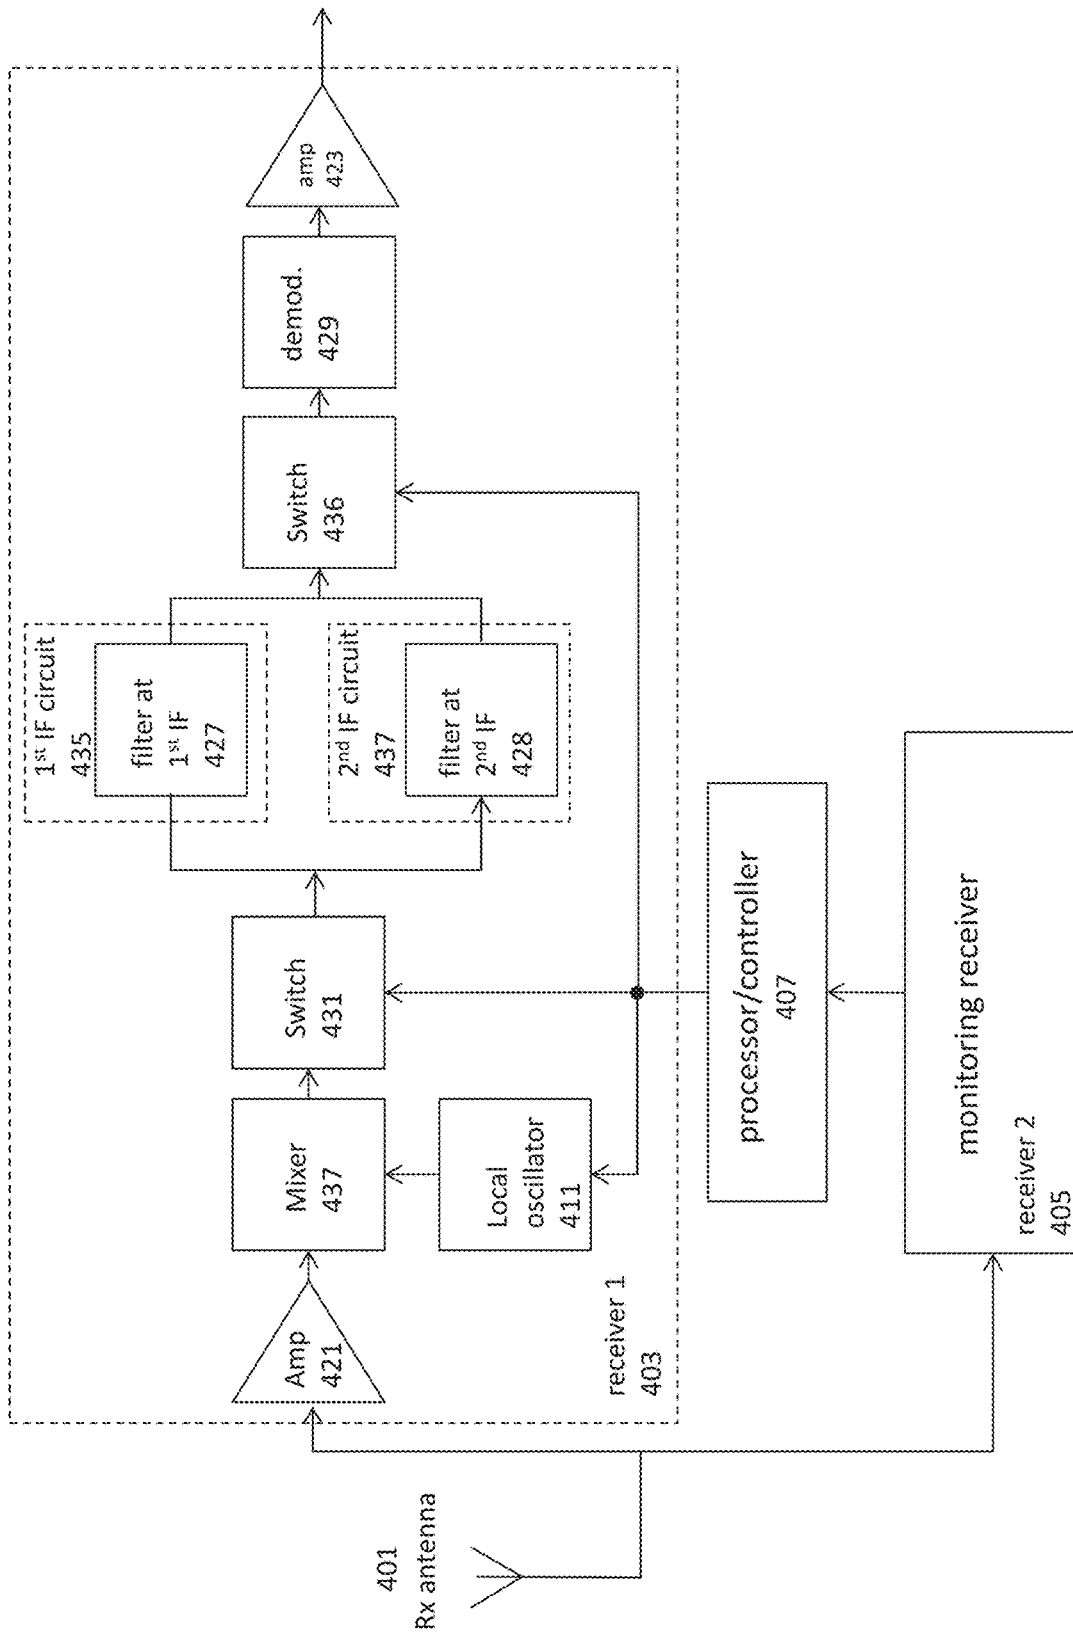 401
Rx antenna
Amp
421
Mixer
437
Local
oscillator
411
Switch
431
1st IF circuit
435
filter at
1st IF
427
2nd IF circuit
437
filter at
2nd IF
428
Switch
436
demod.
429
amp
423
receiver 1
403
processor/controller
407
monitoring receiver
receiver 2
405